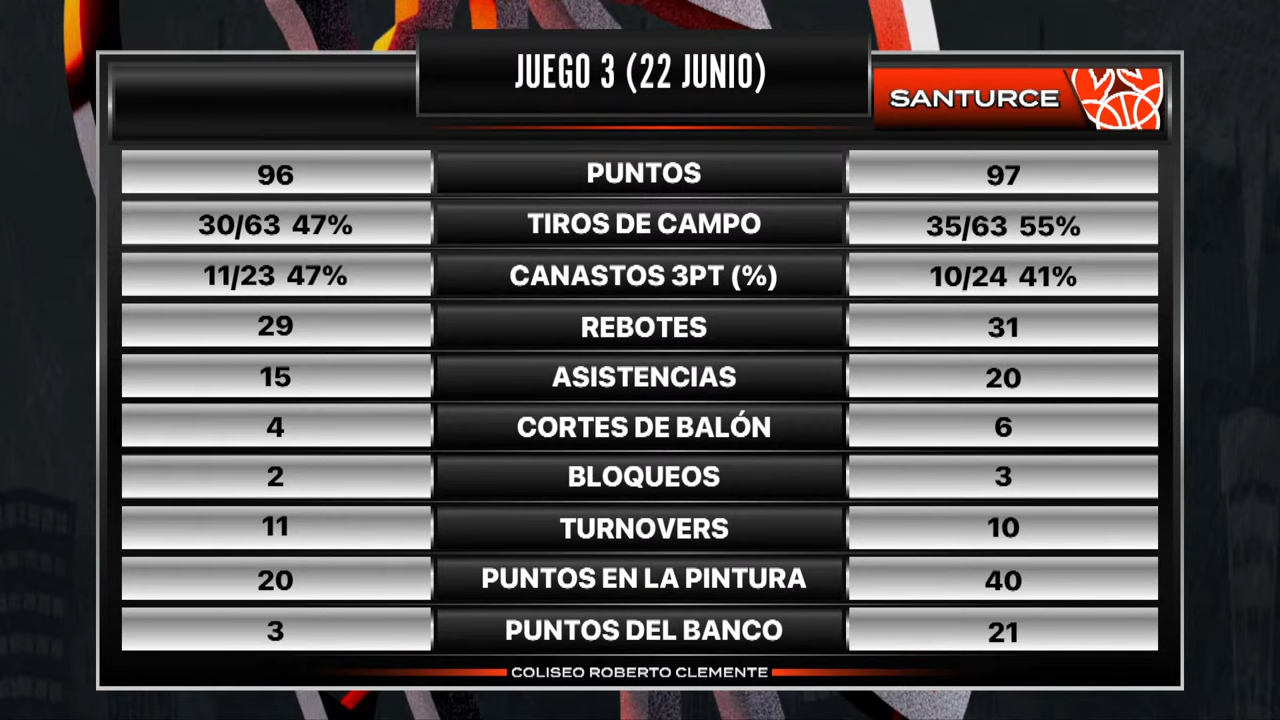 JUEGO 3 (22 JUNIO)
SANTURCE
96 PUNTOS 97
30/63 47% TIROS DE CAMPO 35/63 55%
11/23 47% CANASTOS 3PT (%) 10/24 41%
29 REBOTES 31
15 ASISTENCIAS 20
4 CORTES DE BALÓN 6
2 BLOQUEOS 3
11 TURNOVERS 10
20 PUNTOS EN LA PINTURA 40
3 PUNTOS DEL BANCO 21
COLISEO ROBERTO CLEMENTE